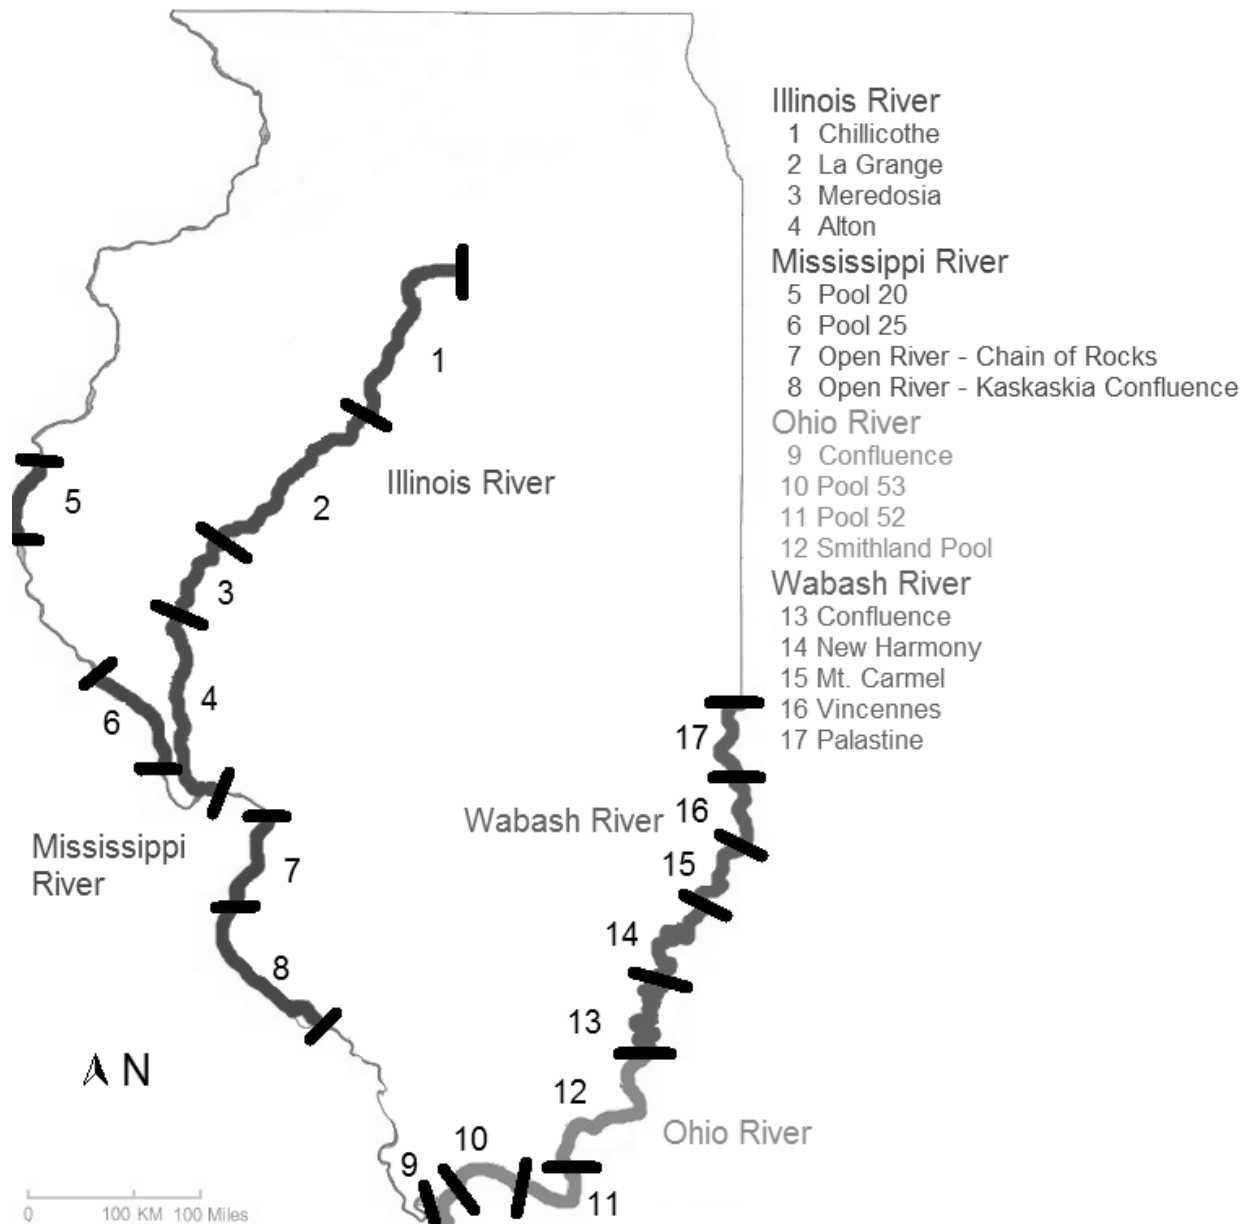 Illinois River
1 Chillicothe
2 La Grange
3 Meredosia
4 Alton
Mississippi River
5 Pool 20
6 Pool 25
7 Open River - Chain of Rocks
8 Open River - Kaskaskia Confluence
Ohio River
9 Confluence
10 Pool 53
11 Pool 52
12 Smithland Pool
Wabash River
13 Confluence
14 New Harmony
15 Mt. Carmel
16 Vincennes
17 Palastine
1
Illinois River
2
5
3
4
6
17
16
Wabash River
15
Mississippi
River
7
14
8
13
N
12
Ohio River
10
9
11
0 100 KM 100 Miles